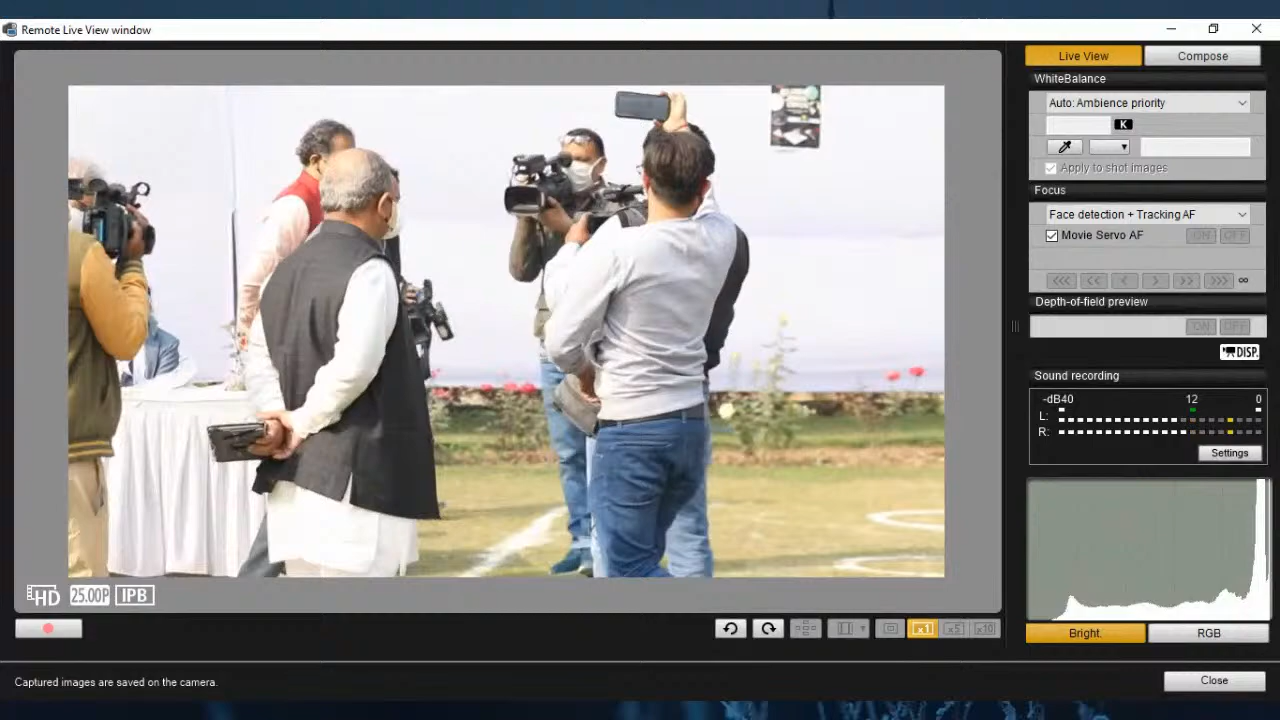 Remote Live View window
Live View
Compose
WhiteBalance
Auto: Ambience priority
K
Apply to shot images
Focus
Face detection + Tracking AF
Movie Servo AF
ON
OFF
<<<
<<
<
>
>>
>>>
∞
Depth-of-field preview
ON
OFF
DISP.
Sound recording
-dB40
12
0
L:
R:
Settings
HD
25.00P
IPB
x1
x5
x10
Bright.
RGB
Captured images are saved on the camera.
Close